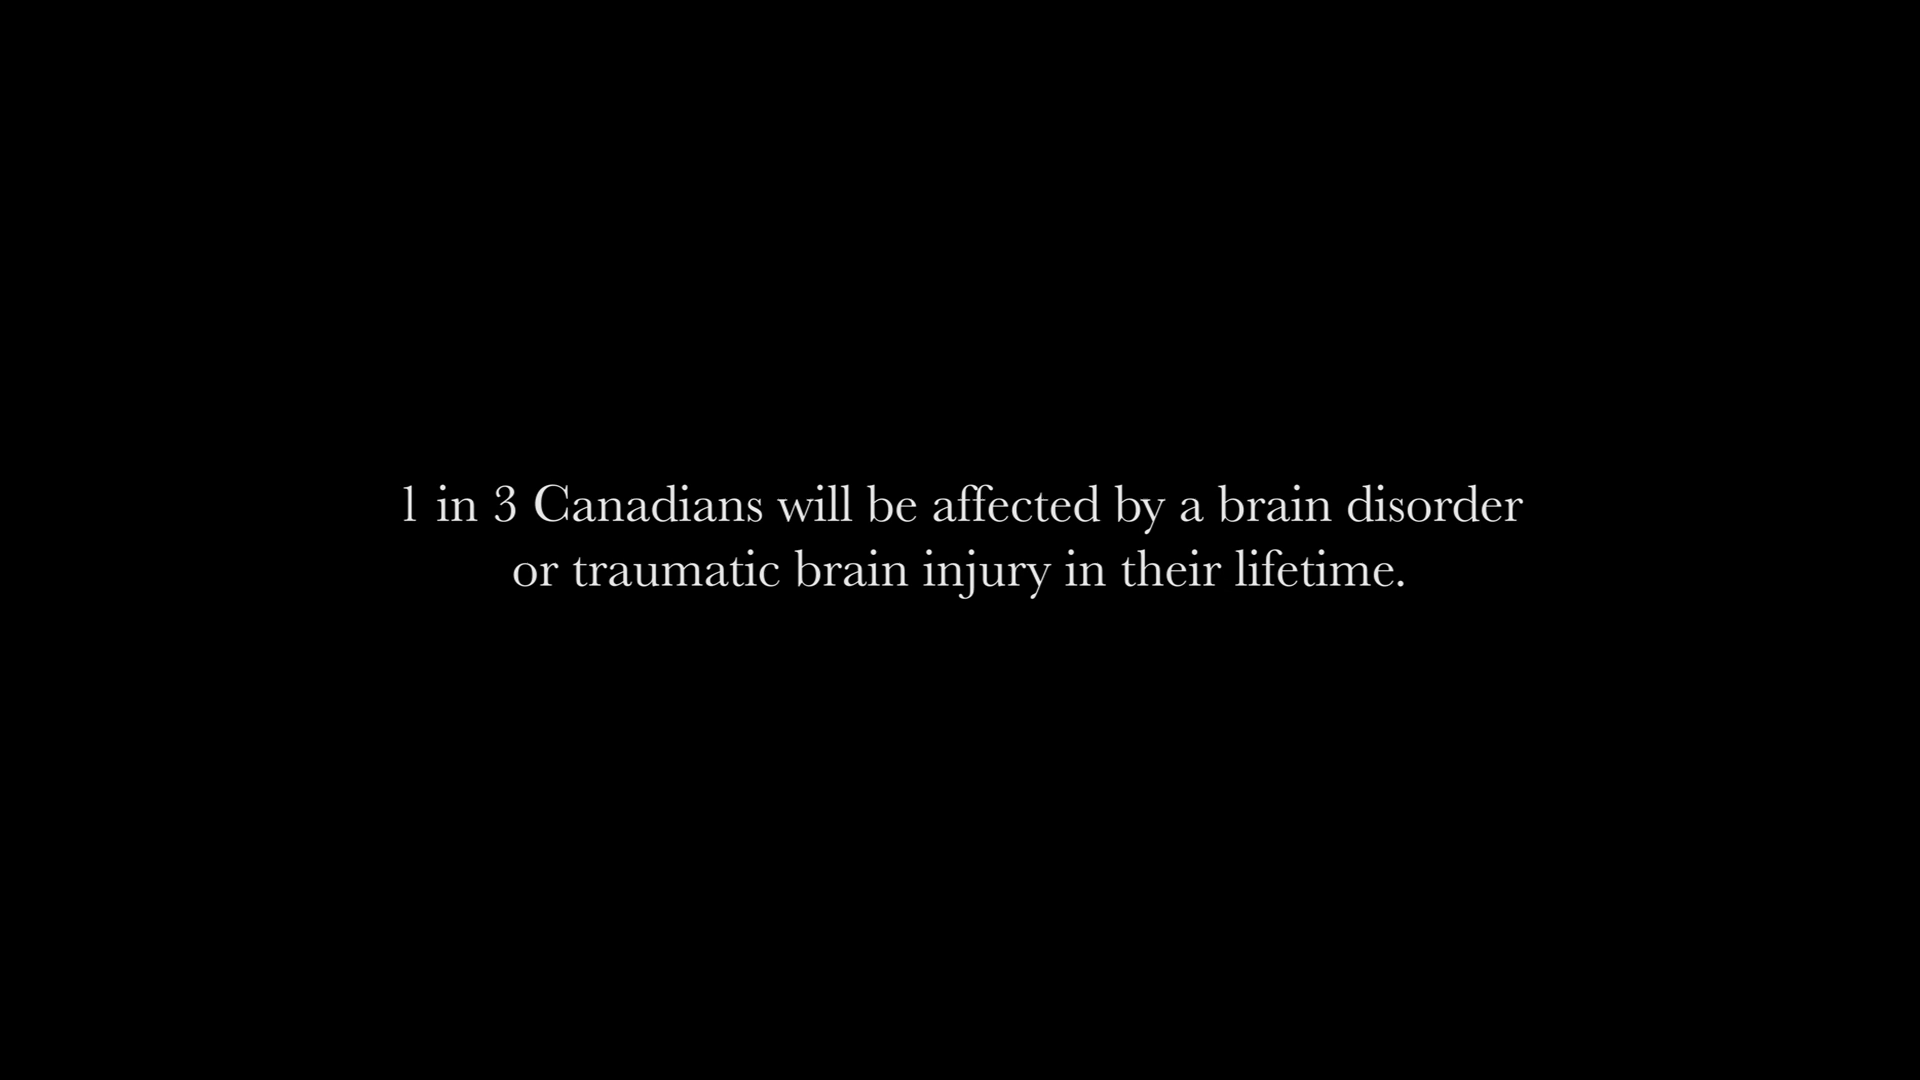 1 in 3 Canadians will be affected by a brain disorder
or traumatic brain injury in their lifetime.